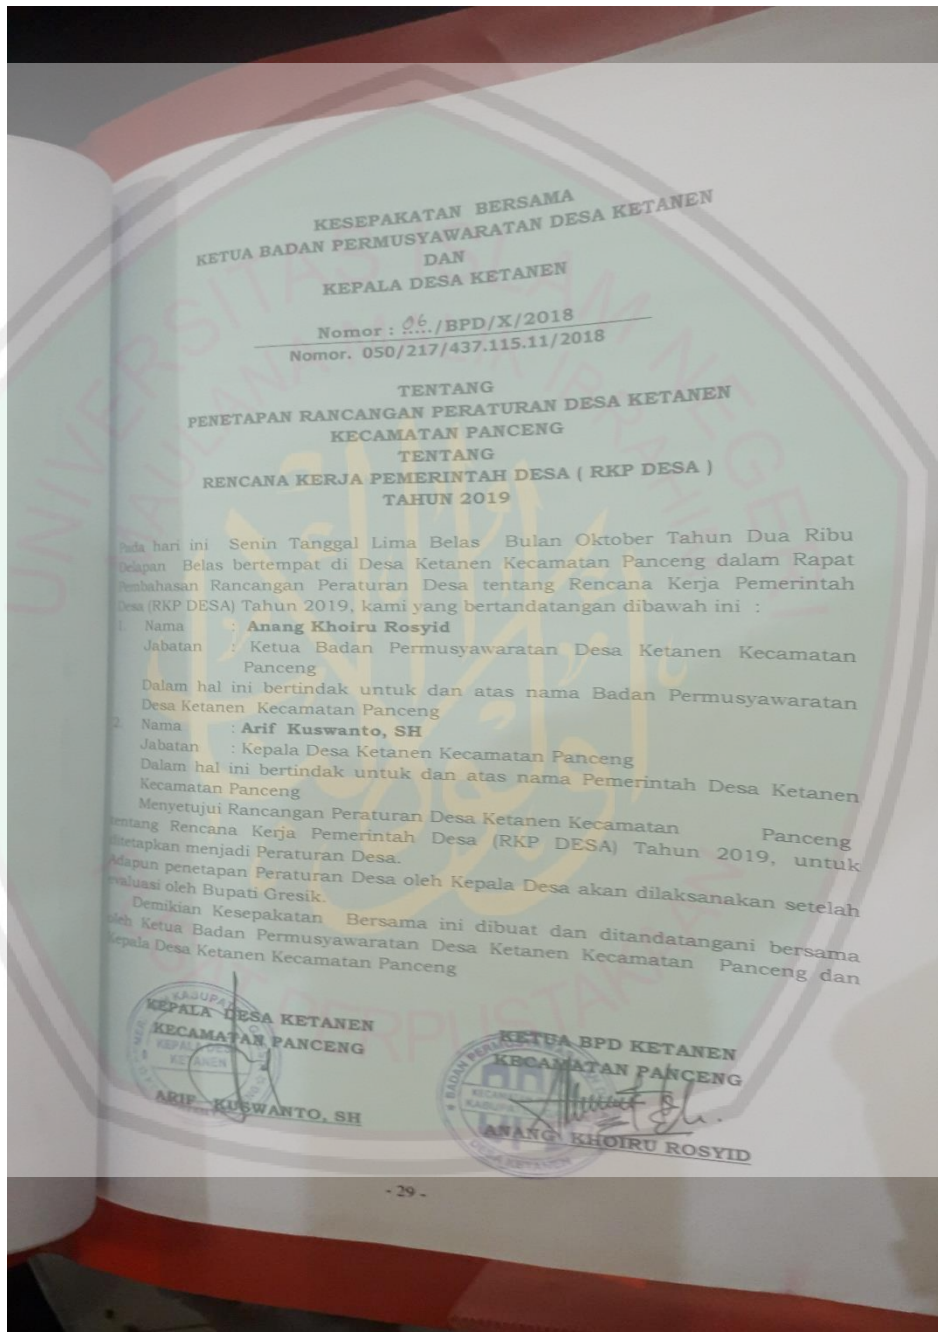 KESEPAKATAN BERSAMA
KETUA BADAN PERMUSYAWARATAN DESA KETANEN
DAN
KEPALA DESA KETANEN
Nomor : 06/BPD/X/2018
Nomor. 050/217/437.115.11/2018
TENTANG
PENETAPAN RANCANGAN PERATURAN DESA KETANEN
KECAMATAN PANCENG
TENTANG
RENCANA KERJA PEMERINTAH DESA ( RKP DESA )
TAHUN 2019
Pada hari ini Senin Tanggal Lima Belas Bulan Oktober Tahun Dua Ribu
Delapan Belas bertempat di Desa Ketanen Kecamatan Panceng dalam Rapat
Pembahasan Rancangan Peraturan Desa tentang Rencana Kerja Pemerintah
Desa (RKP DESA) Tahun 2019, kami yang bertandatangan dibawah ini :
1. Nama : Anang Khoiru Rosyid
Jabatan : Ketua Badan Permusyawaratan Desa Ketanen Kecamatan
Panceng
Dalam hal ini bertindak untuk dan atas nama Badan Permusyawaratan
Desa Ketanen Kecamatan Panceng
2. Nama : Arif Kuswanto, SH
Jabatan : Kepala Desa Ketanen Kecamatan Panceng
Dalam hal ini bertindak untuk dan atas nama Pemerintah Desa Ketanen
Kecamatan Panceng
Menyetujui Rancangan Peraturan Desa Ketanen Kecamatan Panceng
tentang Rencana Kerja Pemerintah Desa (RKP DESA) Tahun 2019, untuk
ditetapkan menjadi Peraturan Desa.
Adapun penetapan Peraturan Desa oleh Kepala Desa akan dilaksanakan setelah
evaluasi oleh Bupati Gresik.
Demikian Kesepakatan Bersama ini dibuat dan ditandatangani bersama
oleh Ketua Badan Permusyawaratan Desa Ketanen Kecamatan Panceng dan
Kepala Desa Ketanen Kecamatan Panceng
KEPALA DESA KETANEN
KECAMATAN PANCENG
ARIF KUSWANTO, SH
KETUA BPD KETANEN
KECAMATAN PANCENG
ANANG KHOIRU ROSYID
- 29 -